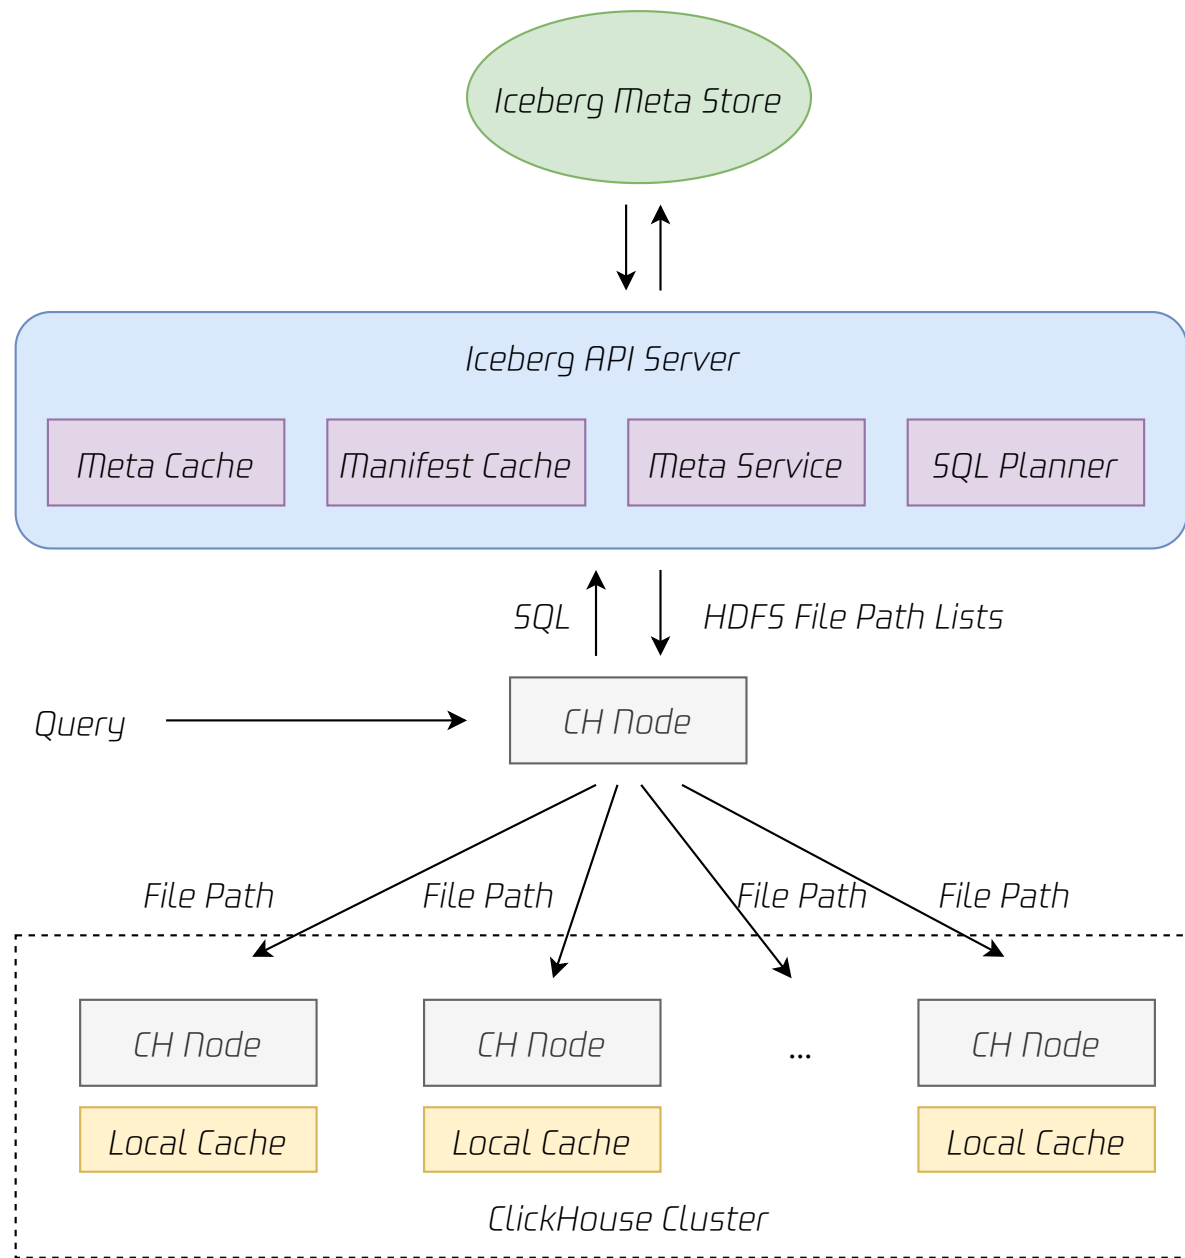 Iceberg Meta Store
Iceberg API Server
Meta Cache
Manifest Cache
Meta Service
SQL Planner
SQL
HDFS File Path Lists
Query
CH Node
File Path
File Path
File Path
File Path
CH Node
CH Node
...
CH Node
Local Cache
Local Cache
Local Cache
ClickHouse Cluster